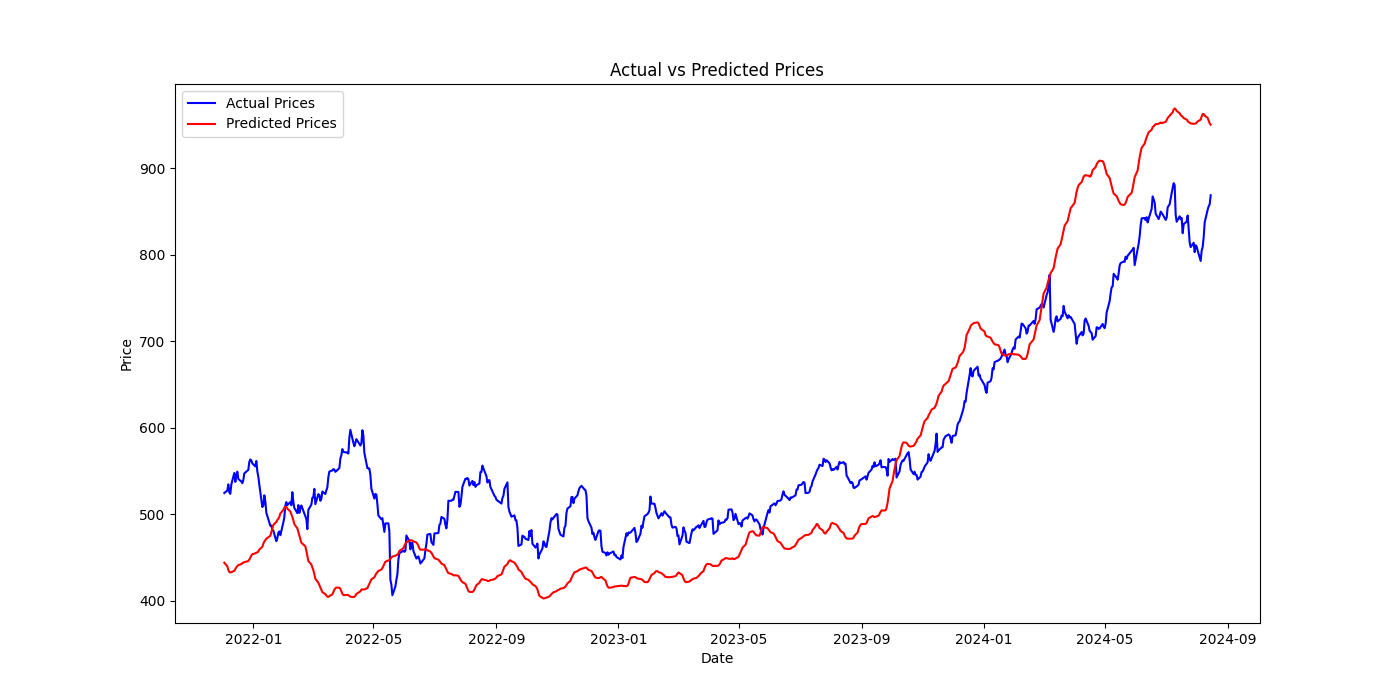 Actual vs Predicted Prices
Actual Prices
Predicted Prices
Price
900
800
700
600
500
400
2022-01 2022-05 2022-09 2023-01 2023-05 2023-09 2024-01 2024-05 2024-09
Date